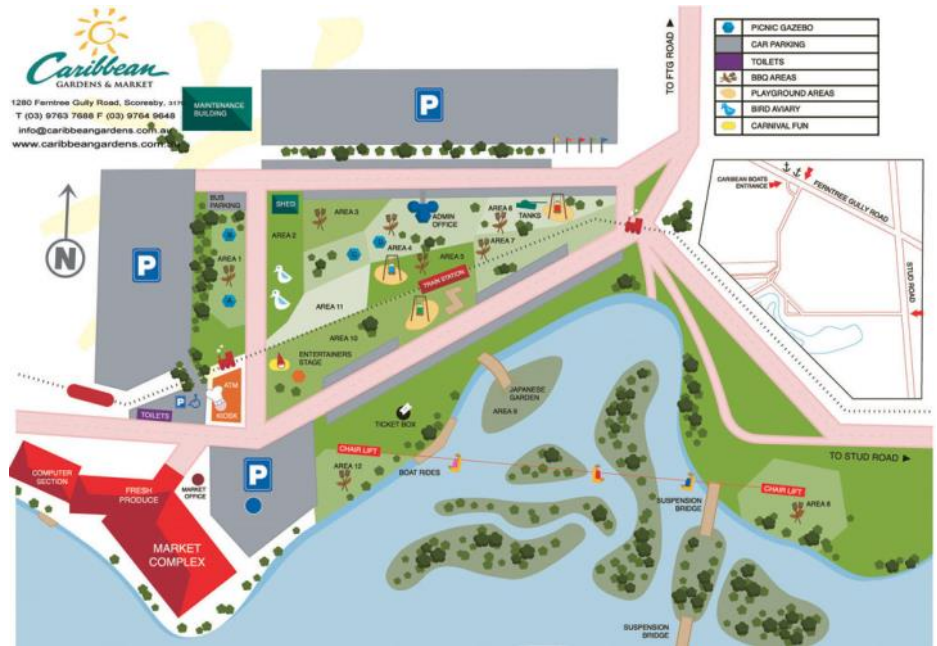 Caribbean
GARDENS & MARKET
1280 Ferntree Gully Road, Scoresby, 3179
T (03) 9763 7688 F (03) 9764 9648
info@caribbeangardens.com.au
www.caribbeangardens.com.au
MAINTENANCE
BUILDING
P
TO FTG ROAD
PICNIC GAZEBO
CAR PARKING
TOILETS
BBQ AREAS
PLAYGROUND AREAS
BIRD AVIARY
CARNIVAL FUN
CARIBEAN BOATS
ENTRANCE
FERNTREE GULLY ROAD
STUD ROAD
N
P
BUS
PARKING
AREA 1
SHED
AREA 2
AREA 3
ADMIN
OFFICE
AREA 6
TANKS
AREA 4
AREA 7
AREA 5
TRAIN STATION
AREA 11
AREA 10
ENTERTAINERS
STAGE
ATM
KIOSK
P
TOILETS
JAPANESE
GARDEN
AREA 9
TICKET BOX
CHAIR LIFT
AREA 12
BOAT RIDES
P
TO STUD ROAD
CHAIR LIFT
AREA 8
SUSPENSION
BRIDGE
COMPUTER
SECTION
FRESH
PRODUCE
MARKET
OFFICE
MARKET
COMPLEX
SUSPENSION
BRIDGE